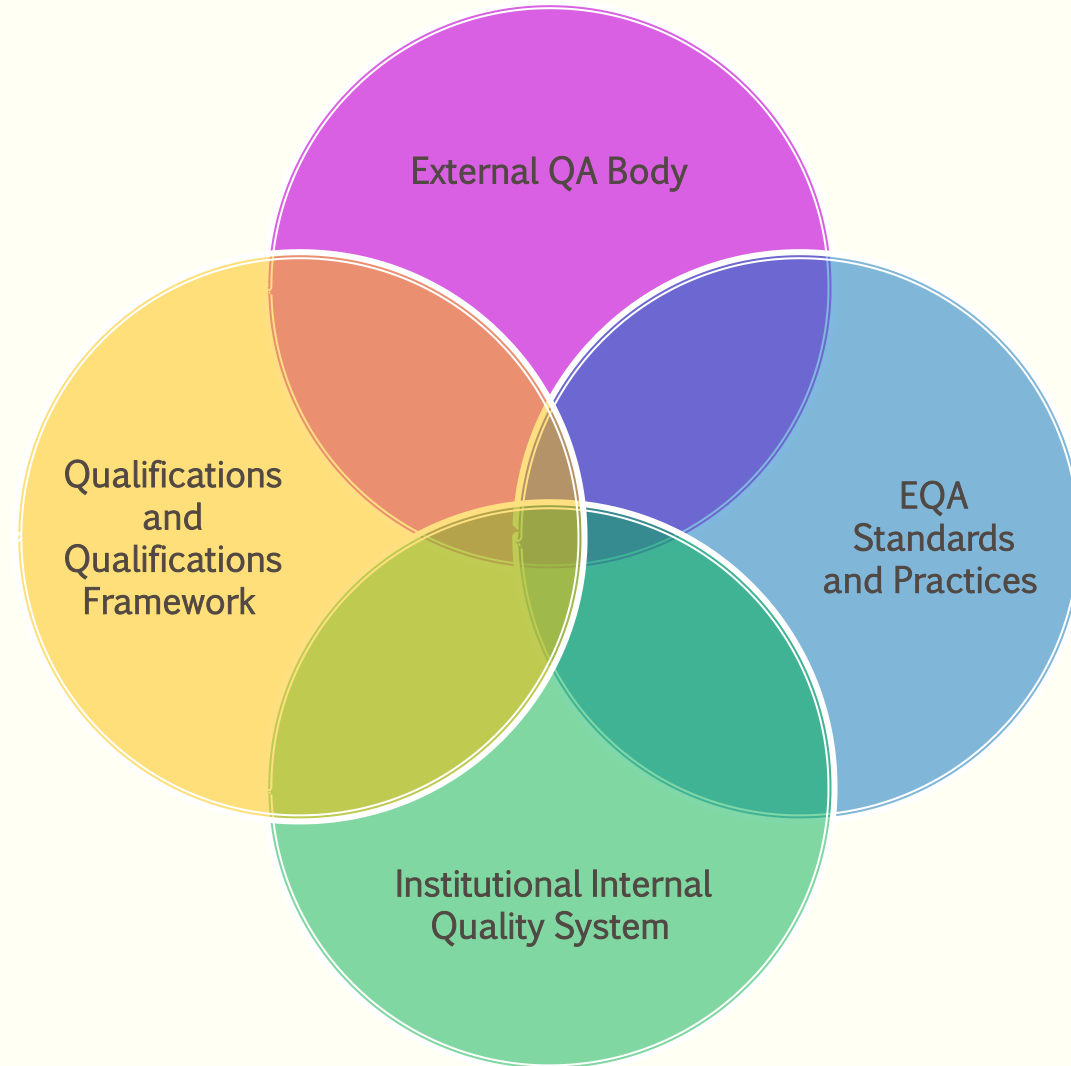 External QA Body
Qualifications
and
Qualifications
Framework
EQA
Standards
and Practices
Institutional Internal
Quality System